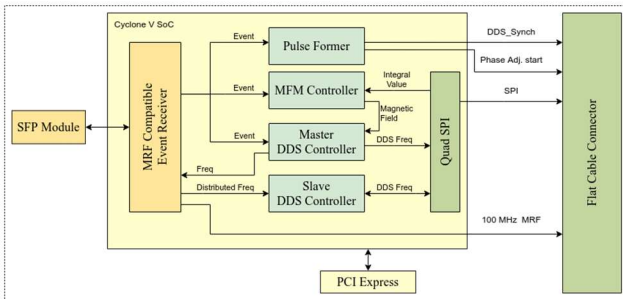 Cyclone V SoC
SFP Module
MRF Compatible
Event Receiver
Event
Event
Event
Freq
Distributed Freq
Pulse Former
MFM Controller
Master
DDS Controller
Slave
DDS Controller
Integral
Value
Magnetic
Field
DDS Freq
DDS Freq
Quad SPI
DDS_Synch
Phase Adj. start
SPI
100 MHz MRF
Flat Cable Connector
PCI Express